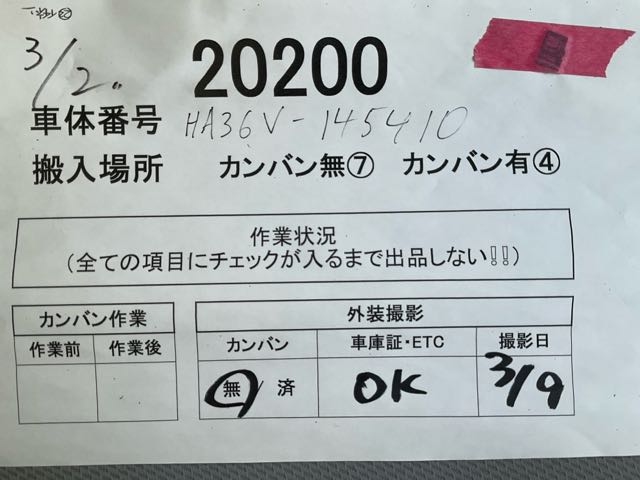 3/2
20200
車体番号 HA36V-145410
搬入場所 カンバン無⑦ カンバン有④
作業状況
(全ての項目にチェックが入るまで出品しない!!)
カンバン作業
作業前 作業後
外装撮影
カンバン 車庫証・ETC 撮影日
無 / 済 OK 3/9